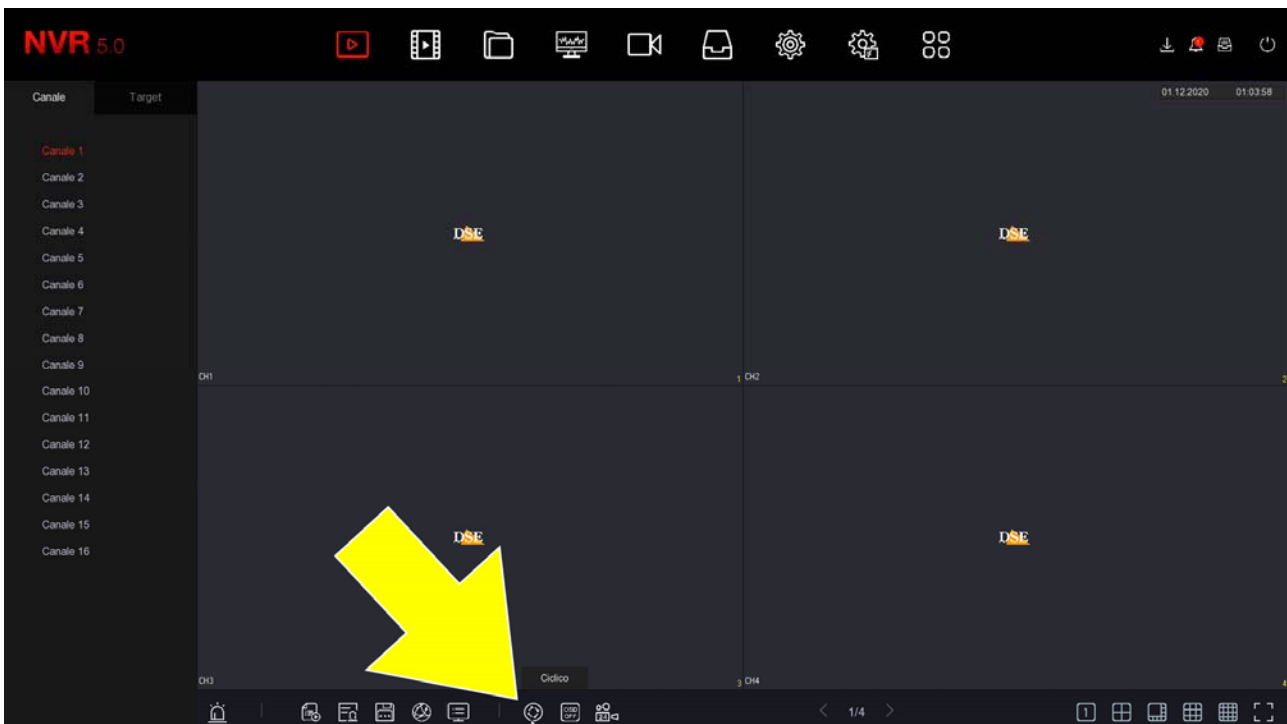 NVR 5.0
Canale Target
01.12.2020 01:03:58
Canale 1
Canale 2
Canale 3
Canale 4
Canale 5
Canale 6
Canale 7
Canale 8
Canale 9
Canale 10
Canale 11
Canale 12
Canale 13
Canale 14
Canale 15
Canale 16
DSE
DSE
CH1 1
CH2 2
DSE
DSE
Ciclico
CH3 3
CH4 4
OSD
OFF
1/4
1